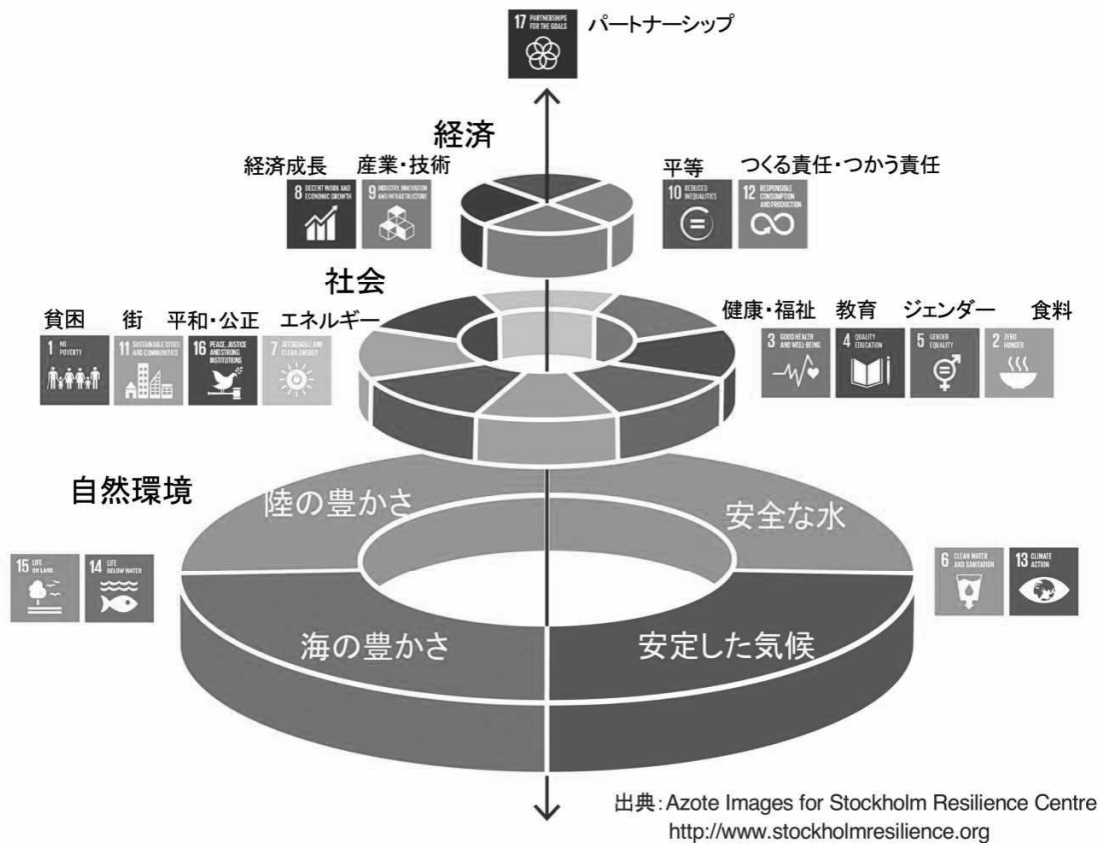 17 PARTNERSHIPS
FOR THE GOALS
パートナーシップ
経済
経済成長
産業・技術
平等
つくる責任・つかう責任
8 DECENT WORK AND
ECONOMIC GROWTH
9 INDUSTRY, INNOVATION
AND INFRASTRUCTURE
10 REDUCED
INEQUALITIES
12 RESPONSIBLE
CONSUMPTION
AND PRODUCTION
社会
貧困
街
平和・公正
エネルギー
健康・福祉
教育
ジェンダー
食料
1 NO
POVERTY
11 SUSTAINABLE CITIES
AND COMMUNITIES
16 PEACE, JUSTICE
AND STRONG
INSTITUTIONS
7 AFFORDABLE AND
CLEAN ENERGY
3 GOOD HEALTH
AND WELL-BEING
4 QUALITY
EDUCATION
5 GENDER
EQUALITY
2 ZERO
HUNGER
自然環境
陸の豊かさ
安全な水
15 LIFE
ON LAND
14 LIFE
BELOW WATER
6 CLEAN WATER
AND SANITATION
13 CLIMATE
ACTION
海の豊かさ
安定した気候
出典：Azote Images for Stockholm Resilience Centre
http://www.stockholmresilience.org